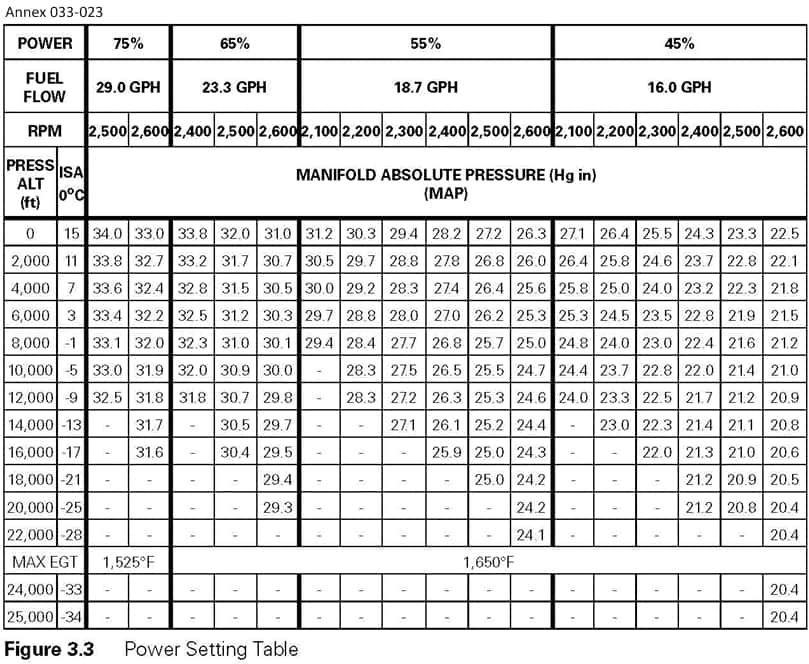 Annex 033-023
POWER 75% 65% 55% 45%
FUEL FLOW 29.0 GPH 23.3 GPH 18.7 GPH 16.0 GPH
RPM 2,500 2,600 2,400 2,500 2,600 2,100 2,200 2,300 2,400 2,500 2,600 2,100 2,200 2,300 2,400 2,500 2,600
PRESS ALT (ft) ISA 0°C MANIFOLD ABSOLUTE PRESSURE (Hg in) (MAP)
0 15 34.0 33.0 33.8 32.0 31.0 31.2 30.3 29.4 28.2 27.2 26.3 27.1 26.4 25.5 24.3 23.3 22.5
2,000 11 33.8 32.7 33.2 31.7 30.7 30.5 29.7 28.8 27.8 26.8 26.0 26.4 25.8 24.6 23.7 22.8 22.1
4,000 7 33.6 32.4 32.8 31.5 30.5 30.0 29.2 28.3 27.4 26.4 25.6 25.8 25.0 24.0 23.2 22.3 21.8
6,000 3 33.4 32.2 32.5 31.2 30.3 29.7 28.8 28.0 27.0 26.2 25.3 25.3 24.5 23.5 22.8 21.9 21.5
8,000 -1 33.1 32.0 32.3 31.0 30.1 29.4 28.4 27.7 26.8 25.7 25.0 24.8 24.0 23.0 22.4 21.6 21.2
10,000 -5 33.0 31.9 32.0 30.9 30.0 - 28.3 27.5 26.5 25.5 24.7 24.4 23.7 22.8 22.0 21.4 21.0
12,000 -9 32.5 31.8 31.8 30.7 29.8 - 28.3 27.2 26.3 25.3 24.6 24.0 23.3 22.5 21.7 21.2 20.9
14,000 -13 - 31.7 - 30.5 29.7 - - 27.1 26.1 25.2 24.4 - 23.0 22.3 21.4 21.1 20.8
16,000 -17 - 31.6 - 30.4 29.5 - - - 25.9 25.0 24.3 - - 22.0 21.3 21.0 20.6
18,000 -21 - - - - 29.4 - - - - 25.0 24.2 - - - 21.2 20.9 20.5
20,000 -25 - - - - 29.3 - - - - - 24.2 - - - 21.2 20.8 20.4
22,000 -28 - - - - - - - - - - 24.1 - - - - - 20.4
MAX EGT 1,525°F 1,650°F
24,000 -33 - - - - - - - - - - - - - - - - 20.4
25,000 -34 - - - - - - - - - - - - - - - - 20.4
Figure 3.3 Power Setting Table